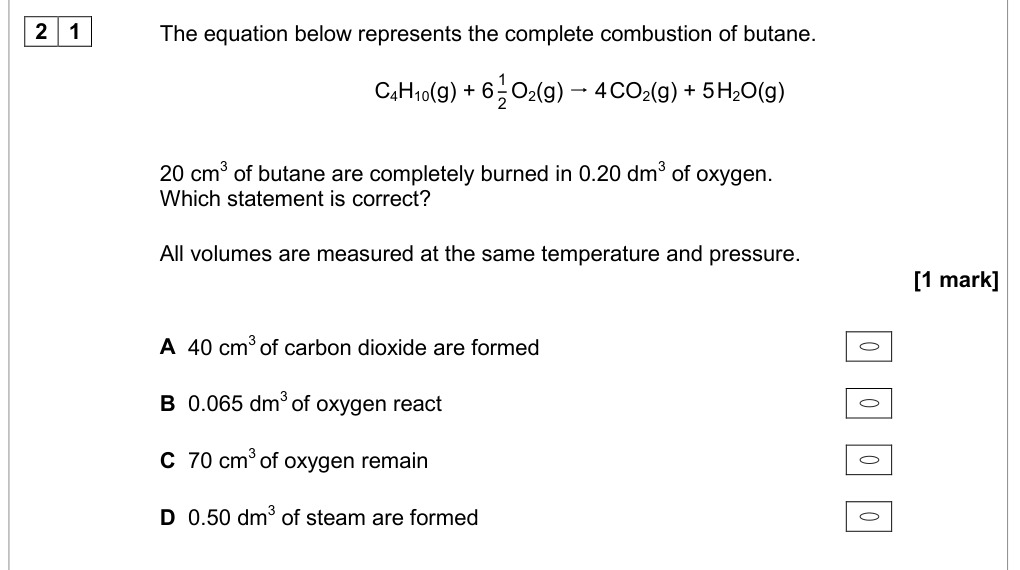 2 1 The equation below represents the complete combustion of butane.
C₄H₁₀(g) + 6½O₂(g) → 4CO₂(g) + 5H₂O(g)
20 cm³ of butane are completely burned in 0.20 dm³ of oxygen.
Which statement is correct?
All volumes are measured at the same temperature and pressure.
[1 mark]
A 40 cm³ of carbon dioxide are formed
B 0.065 dm³ of oxygen react
C 70 cm³ of oxygen remain
D 0.50 dm³ of steam are formed